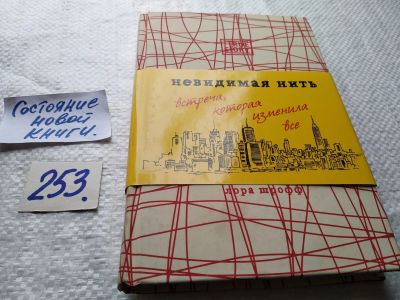 Состояние
новой
книги.
253.
невидимая нить
встреча,
которая
изменила
все
лора шрофф